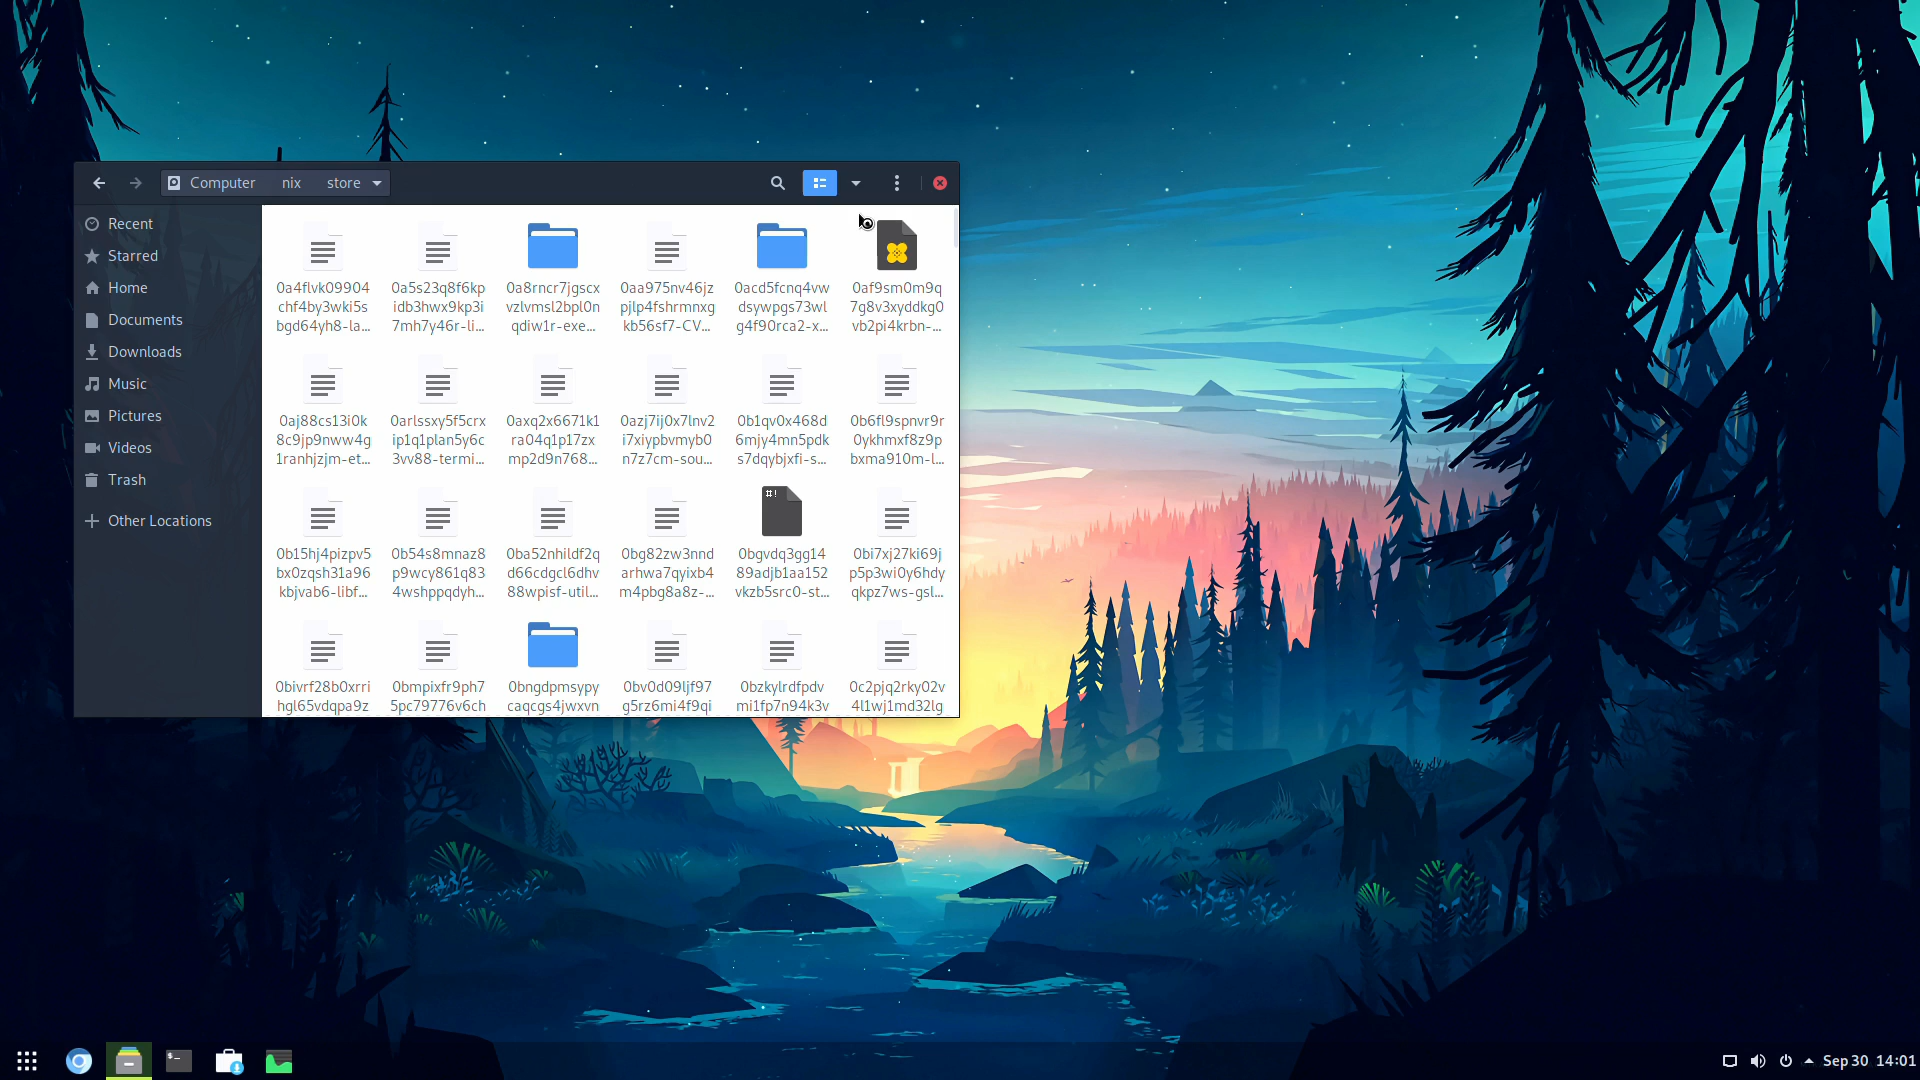 Computer nix store
Recent
Starred
Home
Documents
Downloads
Music
Pictures
Videos
Trash
Other Locations
0a4flvk09904 0a5s23q8f6kp 0a8rncr7jgscx 0aa975nv46jz 0acd5fcnq4vw 0af9sm0m9q
chf4by3wki5s idb3hwx9kp3i vzlvmsl2bpl0n pjlp4fshrmnxg dsywpgs73wl 7g8v3xyddkg0
bgd64yh8-la... 7mh7y46r-li... qdiw1r-exe... kb56sf7-CV... g4f90rca2-x... vb2pi4krbn-...
0aj88cs13i0k 0arlssxy5f5crx 0axq2x6671k1 0azj7ij0x7lnv2 0b1qv0x468d 0b6fl9spnvr9r
8c9jp9nww4g ip1q1plan5y6c ra04q1p17zx i7xiypbvmyb0 6mjy4mn5pdk 0ykhmxf8z9p
1ranhjzjm-et... 3vv88-termi... mp2d9n768... n7z7cm-sou... s7dqybjxfi-s... bxma910m-l...
#!
0b15hj4pizpv5 0b54s8mnaz8 0ba52nhildf2q 0bg82zw3nnd 0bgvdq3gg14 0bi7xj27ki69j
bx0zqsh31a96 p9wcy861q83 d66cdgcl6dhv arhwa7qyixb4 89adjb1aa152 p5p3wi0y6hdy
kbjvab6-libf... 4wshppqdyh... 88wpisf-util... m4pbg8a8z-... vkzb5src0-st... qkpz7ws-gsl...
0bivrf28b0xrri 0bmpixfr9ph7 0bngdpmsypy 0bv0d09ljf97 0bzkylrdfpdv 0c2pjq2rky02v
hgl65vdqpa9z 5pc79776v6ch caqcgs4jwxvn g5rz6mi4f9qi mi1fp7n94k3v 4l1wj1md32lg
$_
Sep 30 14:01